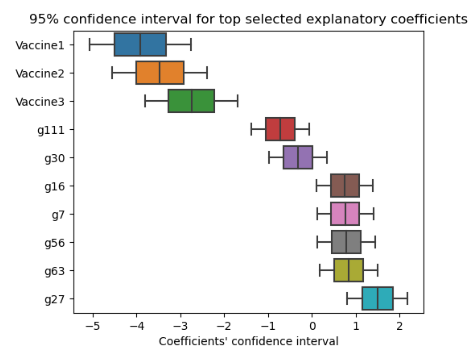 95% confidence interval for top selected explanatory coefficients
Vaccine1
Vaccine2
Vaccine3
g111
g30
g16
g7
g56
g63
g27
−5 −4 −3 −2 −1 0 1 2
Coefficients' confidence interval